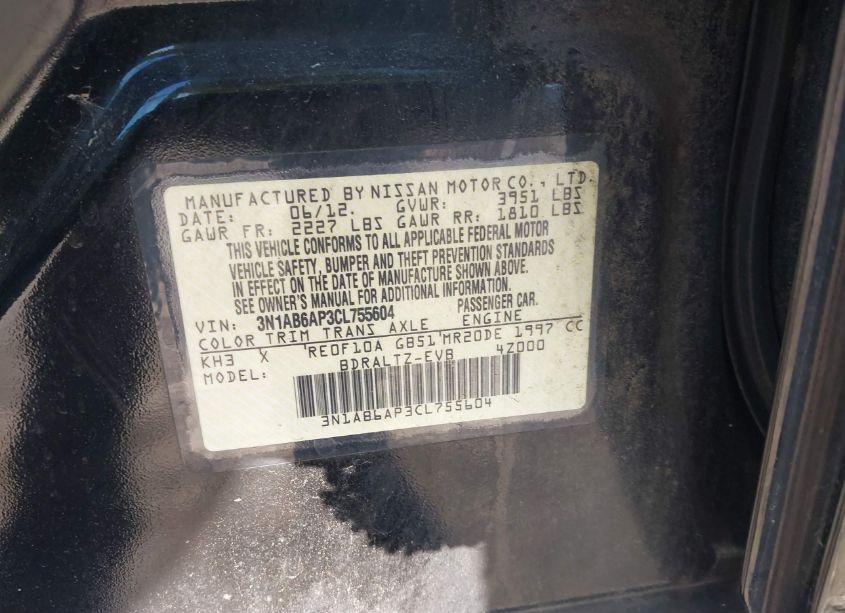 MANUFACTURED BY NISSAN MOTOR CO., LTD.
DATE: 06/12. GVWR: 3951 LBS
GAWR FR: 2227 LBS GAWR RR: 1810 LBS
THIS VEHICLE CONFORMS TO ALL APPLICABLE FEDERAL MOTOR
VEHICLE SAFETY, BUMPER AND THEFT PREVENTION STANDARDS
IN EFFECT ON THE DATE OF MANUFACTURE SHOWN ABOVE.
SEE OWNER'S MANUAL FOR ADDITIONAL INFORMATION.
VIN: 3N1AB6AP3CL755604 PASSENGER CAR.
COLOR TRIM TRANS AXLE ENGINE
KH3 X 'RE0F10A GB51'MR20DE 1997 CC
MODEL: BDRALTZ-EVB 4Z000
3N1AB6AP3CL755604